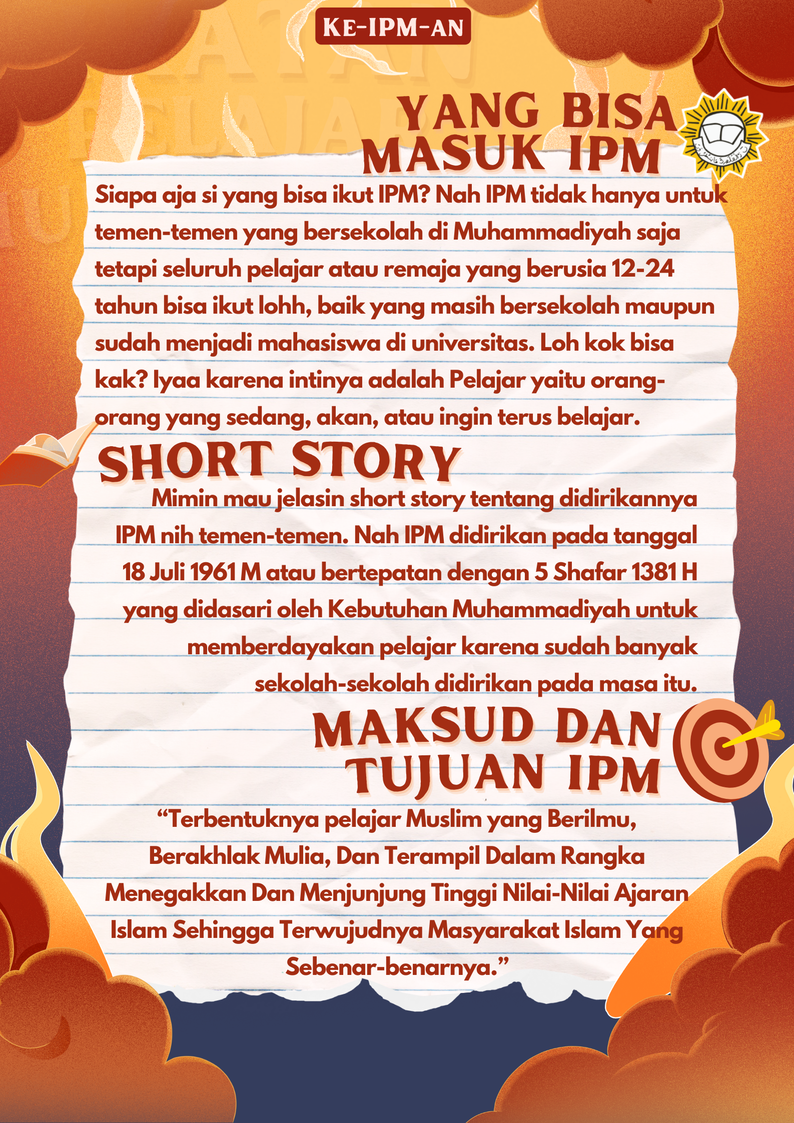 KE-IPM-AN
YANG BISA
MASUK IPM
Siapa aja si yang bisa ikut IPM? Nah IPM tidak hanya untuk
temen-temen yang bersekolah di Muhammadiyah saja
tetapi seluruh pelajar atau remaja yang berusia 12-24
tahun bisa ikut lohh, baik yang masih bersekolah maupun
sudah menjadi mahasiswa di universitas. Loh kok bisa
kak? Iyaa karena intinya adalah Pelajar yaitu orang-
orang yang sedang, akan, atau ingin terus belajar.
SHORT STORY
Mimin mau jelasin short story tentang didirikannya
IPM nih temen-temen. Nah IPM didirikan pada tanggal
18 Juli 1961 M atau bertepatan dengan 5 Shafar 1381 H
yang didasari oleh Kebutuhan Muhammadiyah untuk
memberdayakan pelajar karena sudah banyak
sekolah-sekolah didirikan pada masa itu.
MAKSUD DAN
TUJUAN IPM
“Terbentuknya pelajar Muslim yang Berilmu,
Berakhlak Mulia, Dan Terampil Dalam Rangka
Menegakkan Dan Menjunjung Tinggi Nilai-Nilai Ajaran
Islam Sehingga Terwujudnya Masyarakat Islam Yang
Sebenar-benarnya.”